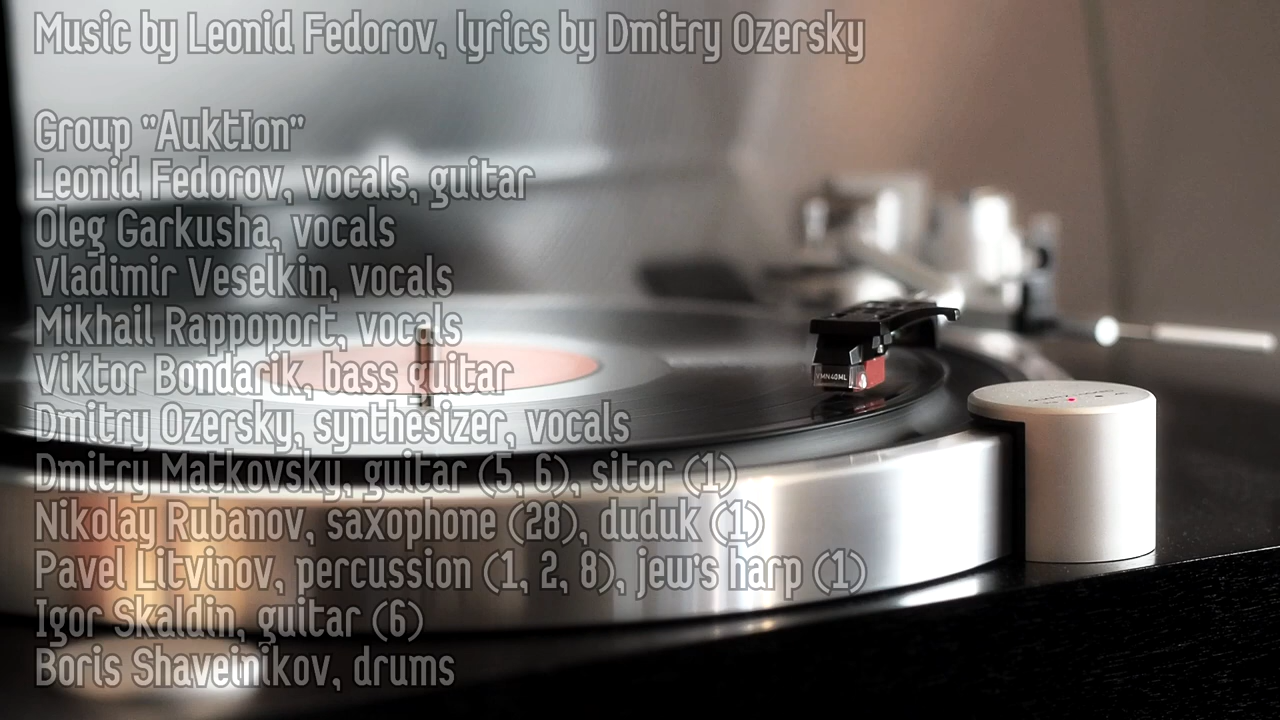 Music by Leonid Fedorov, lyrics by Dmitry Ozersky
Group "AuktIon"
Leonid Fedorov, vocals, guitar
Oleg Garkusha, vocals
Vladimir Veselkin, vocals
Mikhail Rappoport, vocals
Viktor Bondarik, bass guitar
Dmitry Ozersky, synthesizer, vocals
Dmitry Matkovsky, guitar (5, 6), sitor (1)
Nikolay Rubanov, saxophone (28), duduk (1)
Pavel Litvinov, percussion (1, 2, 8), jew's harp (1)
Igor Skaldin, guitar (6)
Boris Shaveinikov, drums
VMN40ML